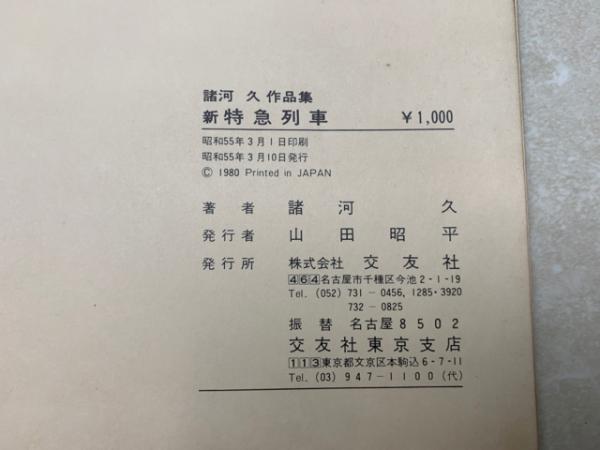 諸河 久 作品集
新特急列車 ￥1,000
昭和55年3月1日印刷
昭和55年3月10日発行
© 1980 Printed in JAPAN
著者 諸河 久
発行者 山田昭平
発行所 株式会社 交友社
464名古屋市千種区今池2-1-19
Tel. (052) 731-0456, 1285・3920
732-0825
振替 名古屋8502
交友社東京支店
113東京都文京区本駒込6-7-11
Tel. (03) 947-1100 (代)